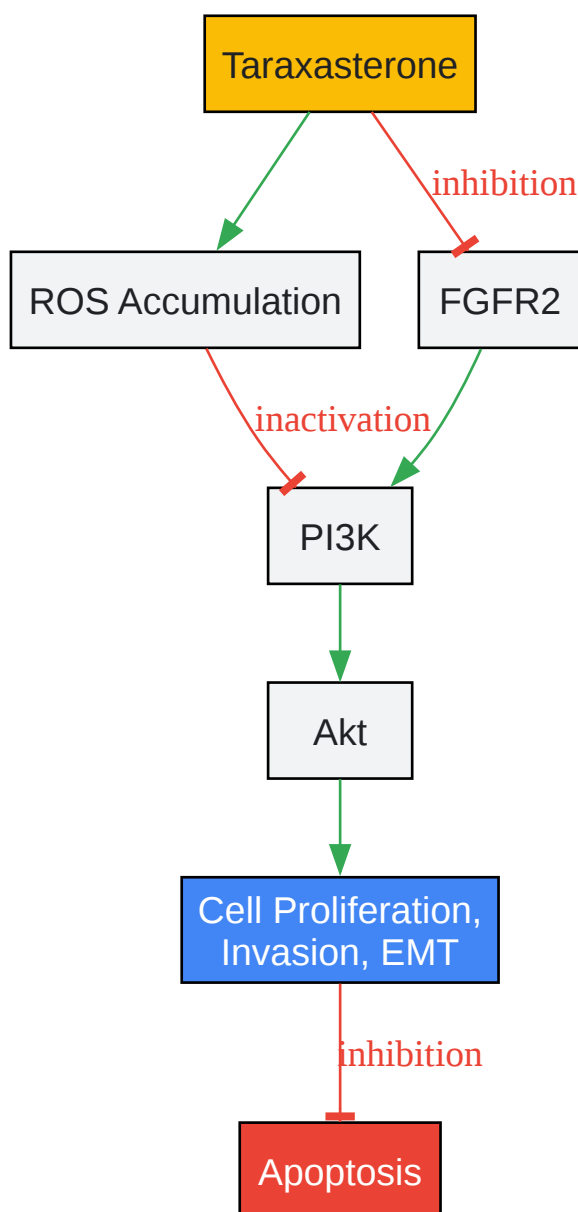 Taraxasterone
inhibition
ROS Accumulation
FGFR2
inactivation
PI3K
Akt
Cell Proliferation,
Invasion, EMT
inhibition
Apoptosis